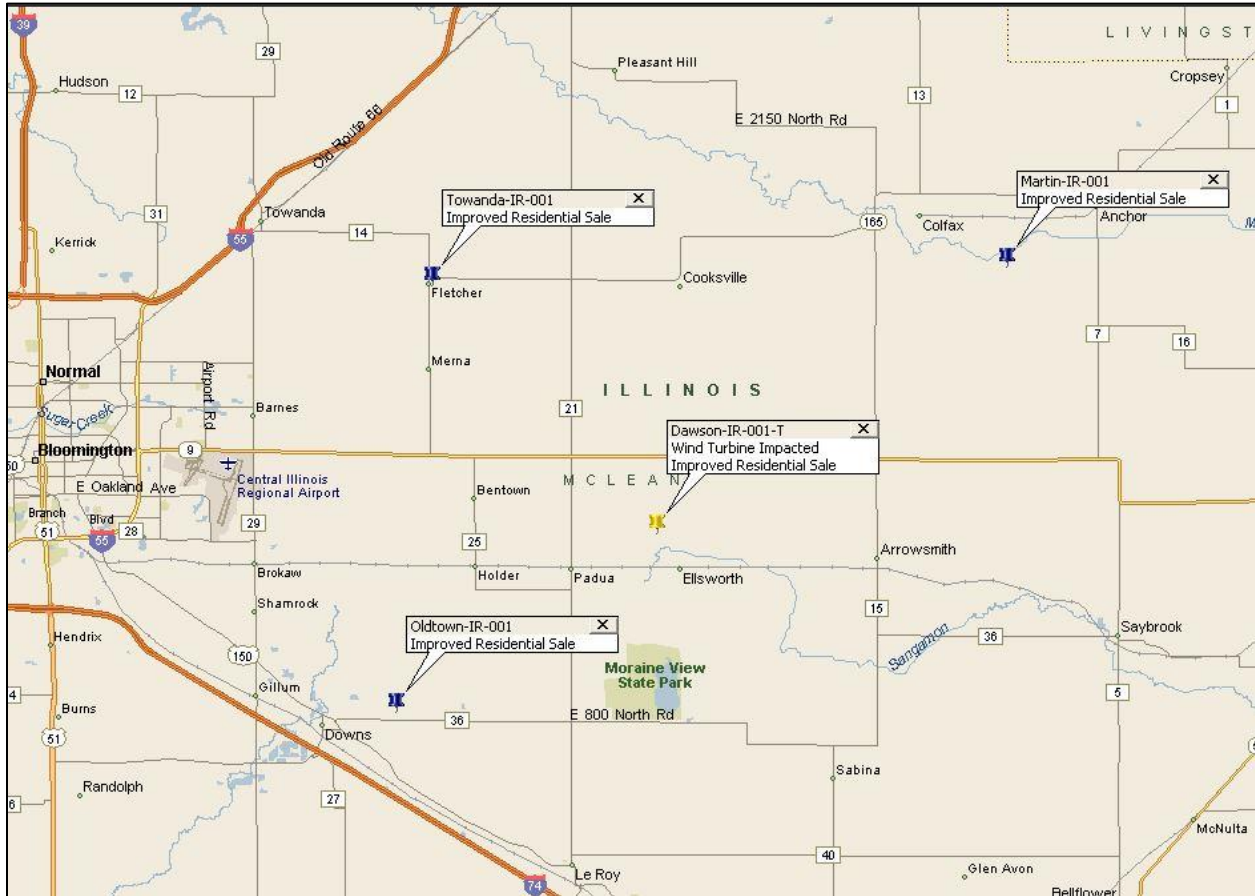 39
LIVINGST
29
Pleasant Hill
Hudson
12
Cropsey
13
1
E 2150 North Rd
Old Route 66
Martin-IR-001
Improved Residential Sale
Towanda-IR-001
Improved Residential Sale
31
Towanda
165
Colfax
Anchor
M
14
55
Kerrick
Cooksville
Fletcher
7
16
Merna
Normal
Airport Rd
ILLINOIS
Sugar Creek
Barnes
21
Dawson-IR-001-T
Wind Turbine Impacted
Improved Residential Sale
Bloomington
9
50
Central Illinois
Regional Airport
E Oakland Ave
MCLEAN
Bentown
Branch
Blvd
51
28
29
55
25
Arrowsmith
Brokaw
Holder
Padua
Ellsworth
Shamrock
15
Oldtown-IR-001
Improved Residential Sale
36
Saybrook
Hendrix
150
Sangamon
Moraine View
State Park
4
Gillum
5
Burns
36
E 800 North Rd
51
Downs
Sabina
Randolph
27
6
McNulta
40
Le Roy
Glen Avon
74
Bellflower